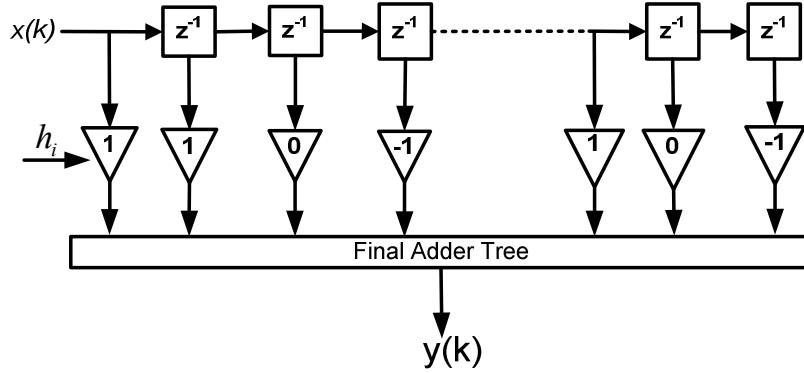 x(k) z⁻¹ z⁻¹ z⁻¹ z⁻¹ z⁻¹
hᵢ 1 1 0 -1 1 0 -1
Final Adder Tree
y(k)